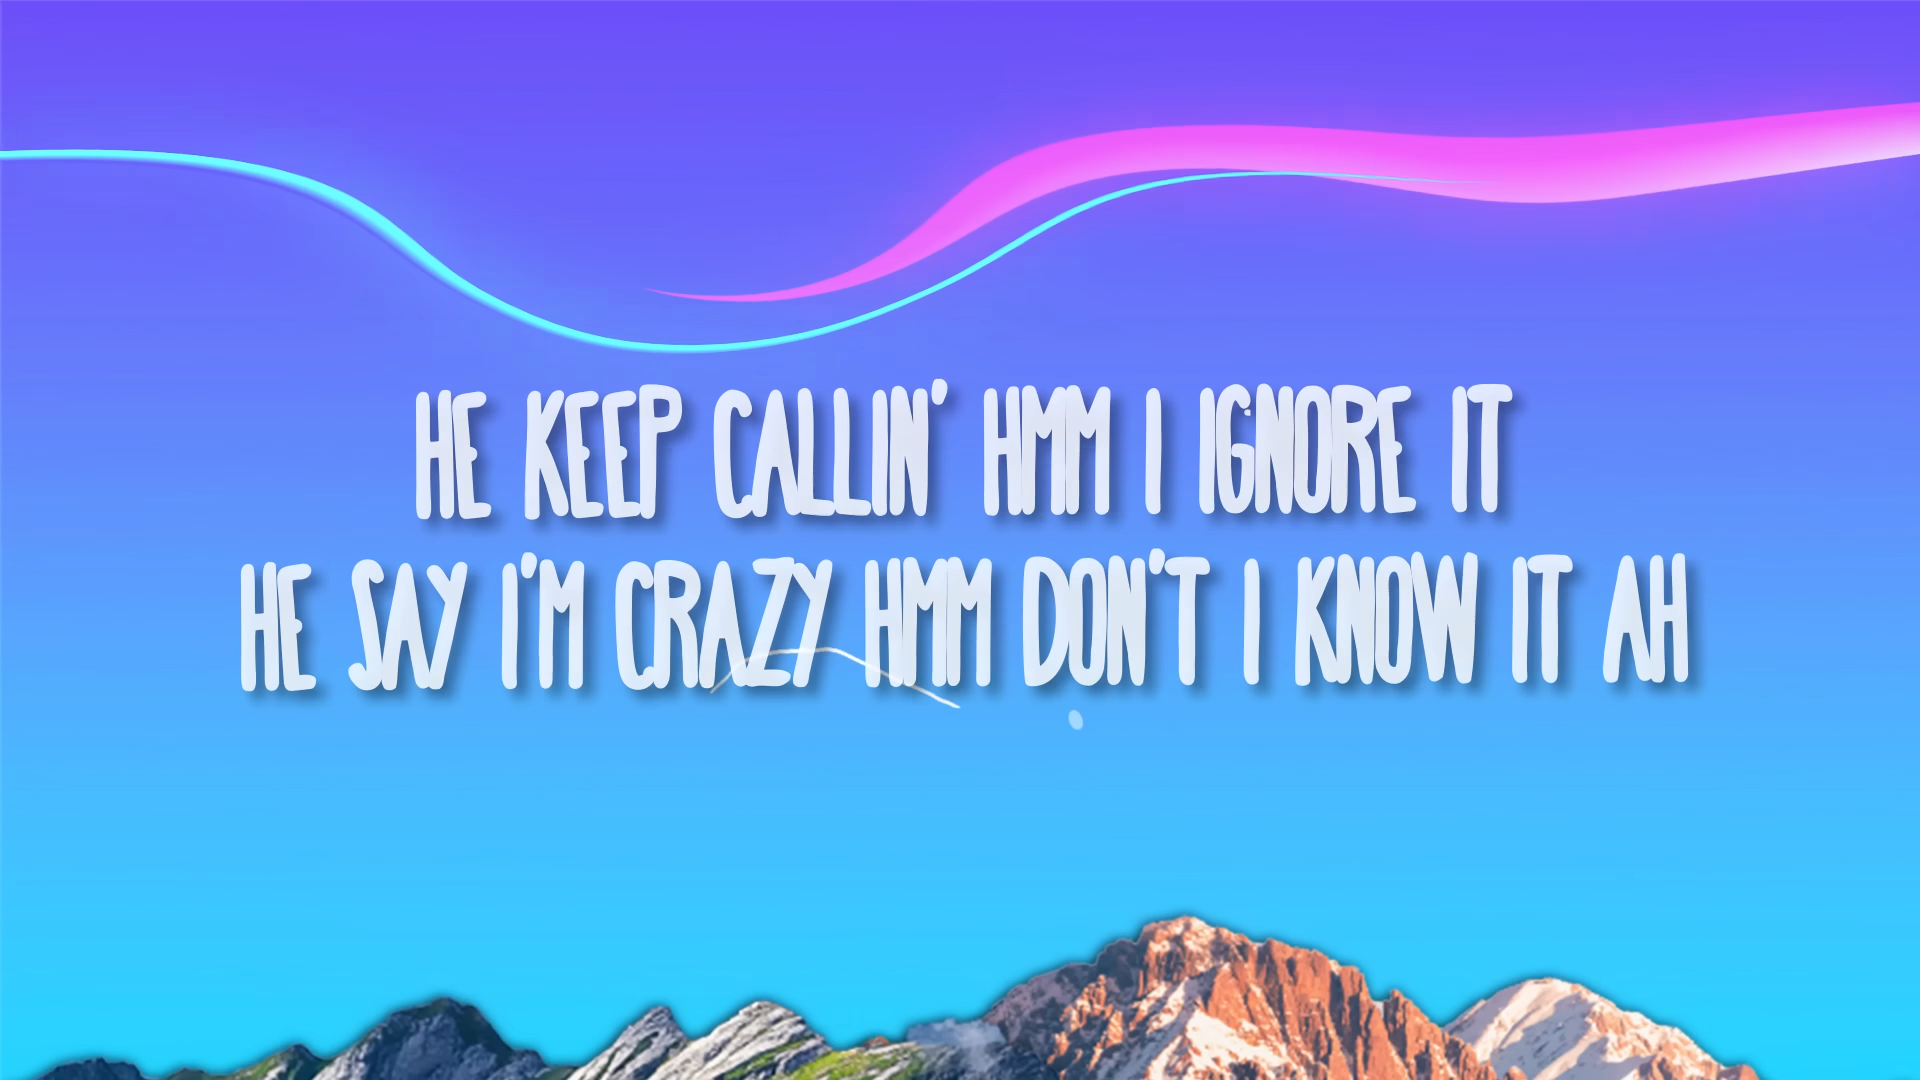 HE KEEP CALLIN' HMM I IGNORE IT
HE SAY I'M CRAZY HMM DON'T I KNOW IT AH